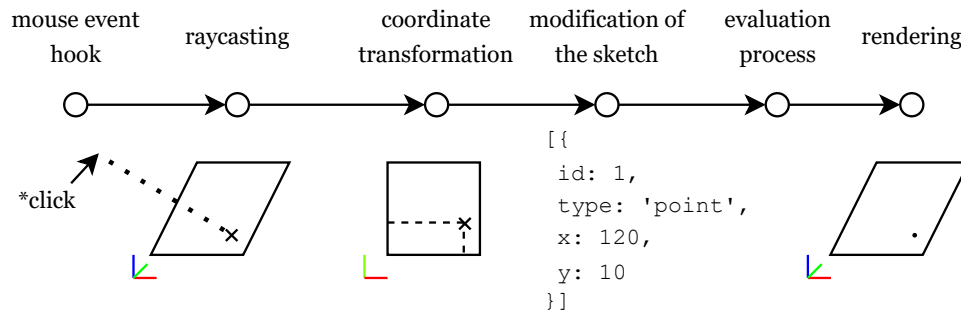 mouse event
hook
raycasting
coordinate
transformation
modification of
the sketch
evaluation
process
rendering
*click
[{
id: 1,
type: 'point',
x: 120,
y: 10
}]